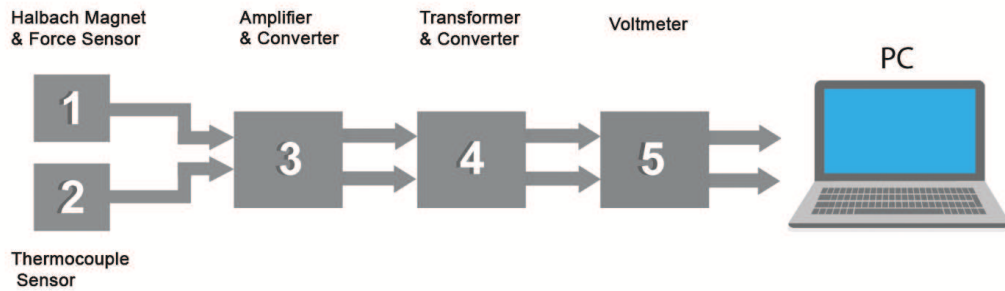 Halbach Magnet
& Force Sensor
Amplifier
& Converter
Transformer
& Converter
Voltmeter
PC
1
2
3
4
5
Thermocouple
Sensor